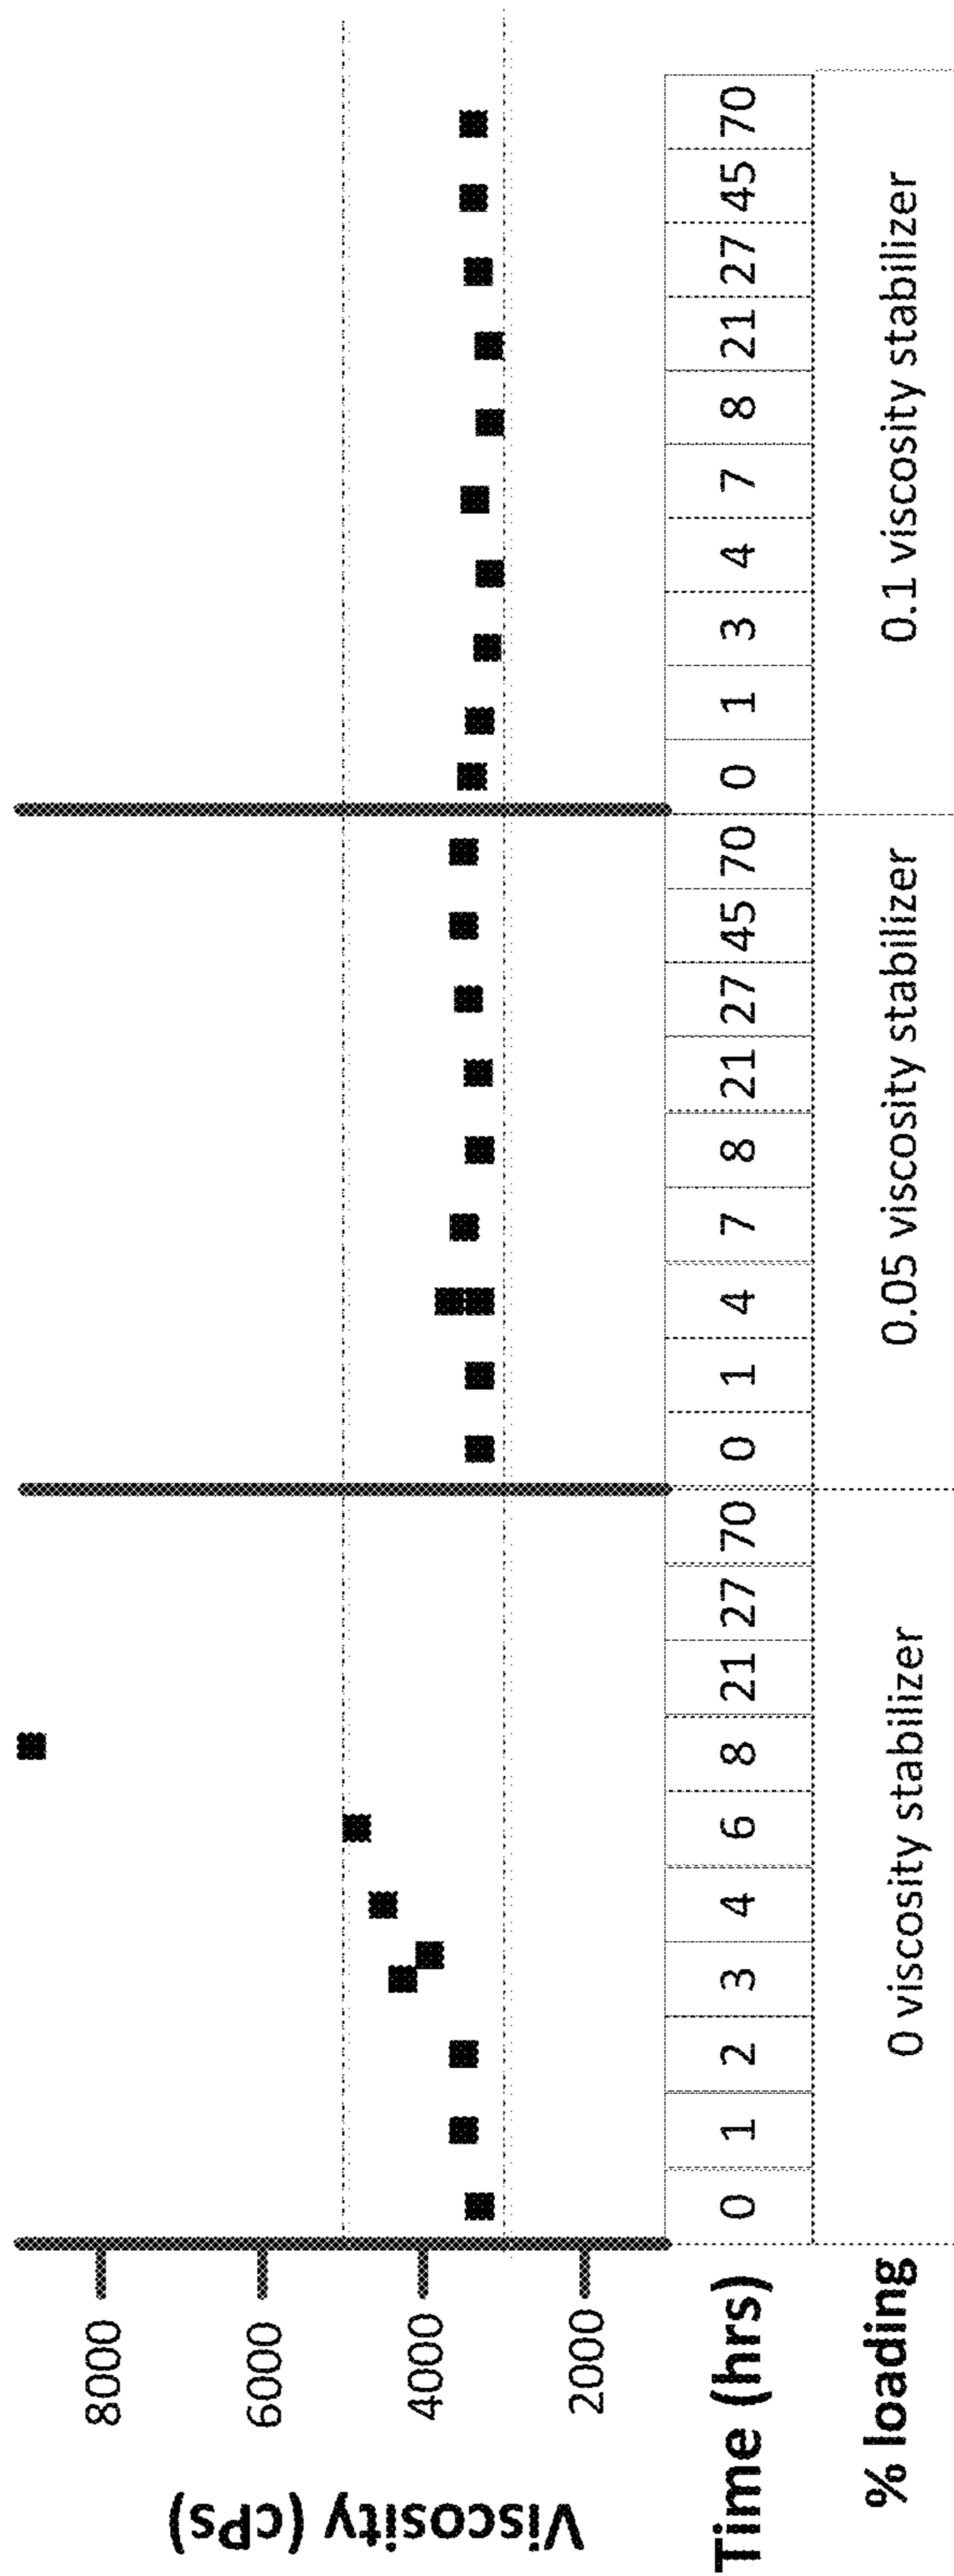 Viscosity (cPs)
8000
6000
4000
2000
Time (hrs) 0 1 2 3 4 6 8 21 27 70 0 1 4 7 8 21 27 45 70 0 1 3 4 7 8 21 27 45 70
% loading 0 viscosity stabilizer 0.05 viscosity stabilizer 0.1 viscosity stabilizer